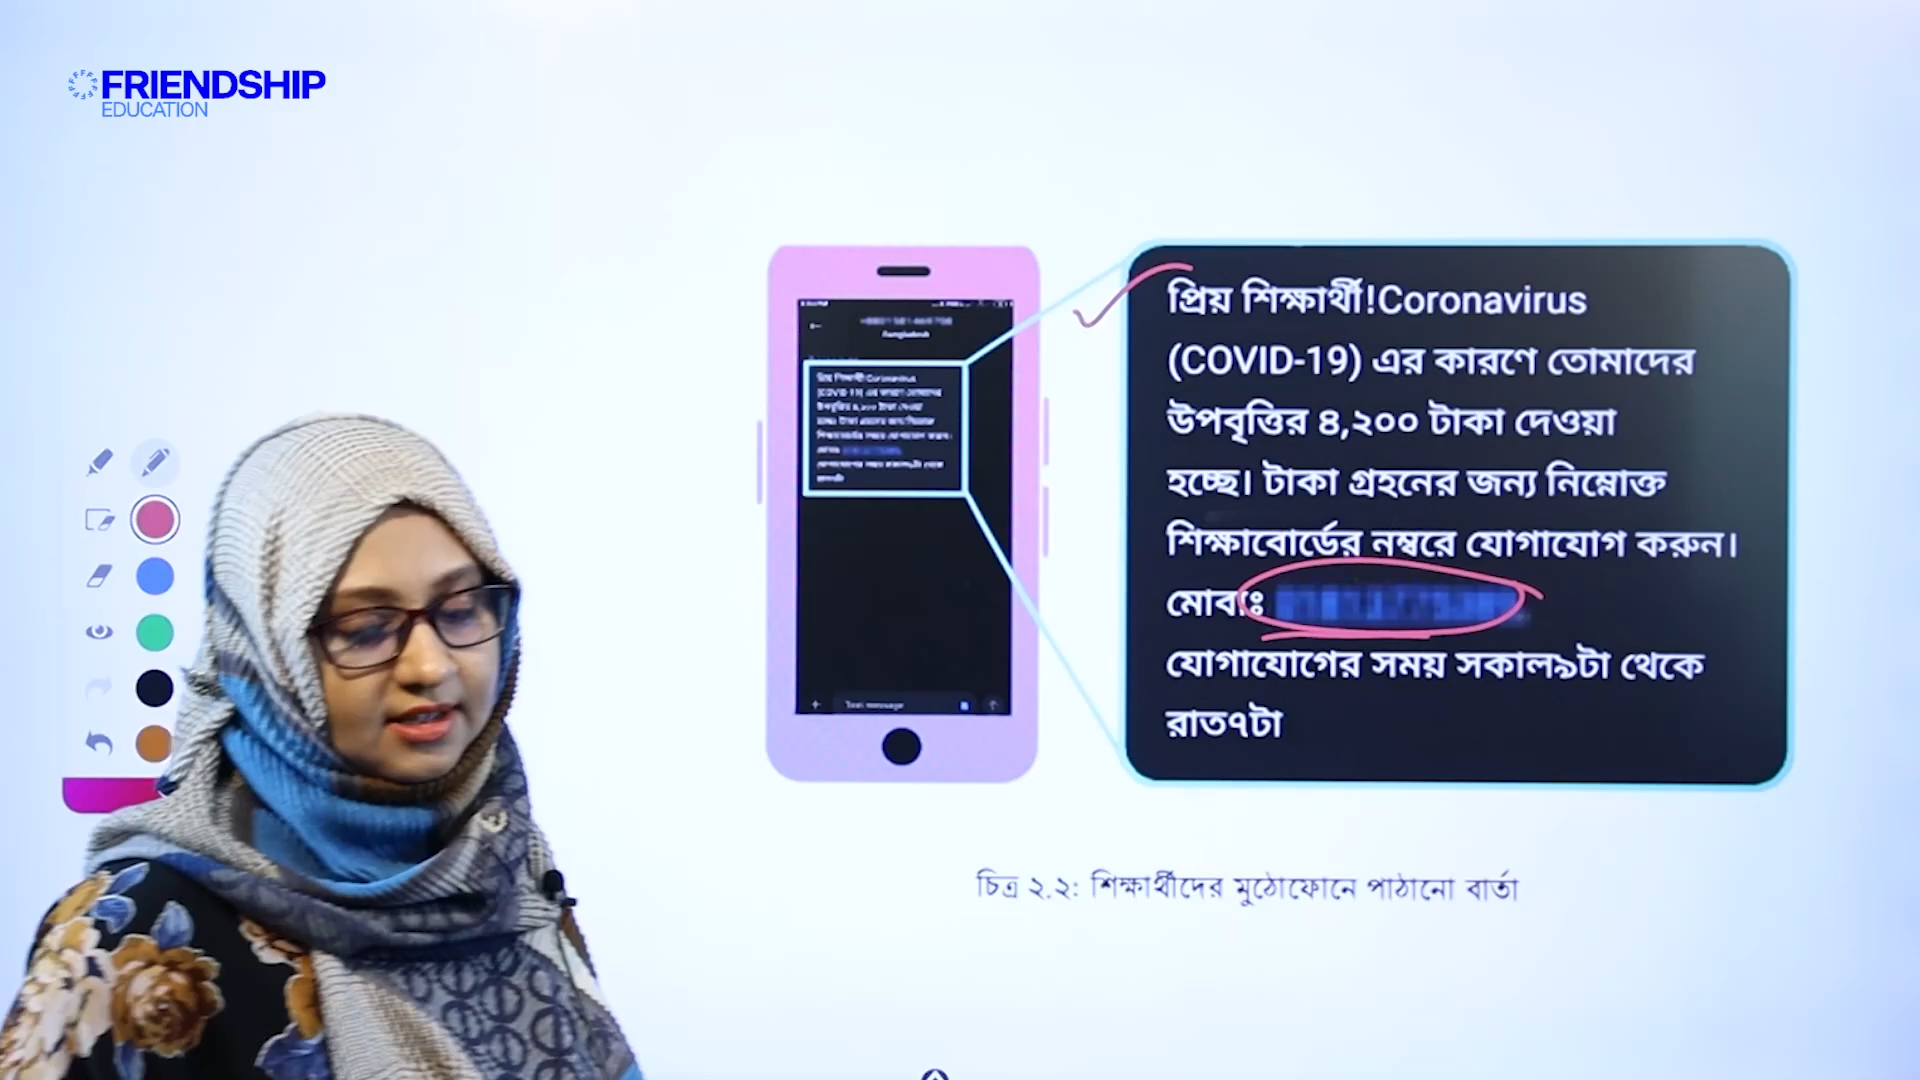 FRIENDSHIP
EDUCATION
প্রিয় শিক্ষার্থী!Coronavirus
(COVID-19) এর কারণে তোমাদের
উপবৃত্তির ৪,২০০ টাকা দেওয়া
হচ্ছে। টাকা গ্রহনের জন্য নিম্নোক্ত
শিক্ষাবোর্ডের নম্বরে যোগাযোগ করুন।
মোবাঃ
যোগাযোগের সময় সকাল৯টা থেকে
রাত৭টা
চিত্র ২.২: শিক্ষার্থীদের মুঠোফোনে পাঠানো বার্তা